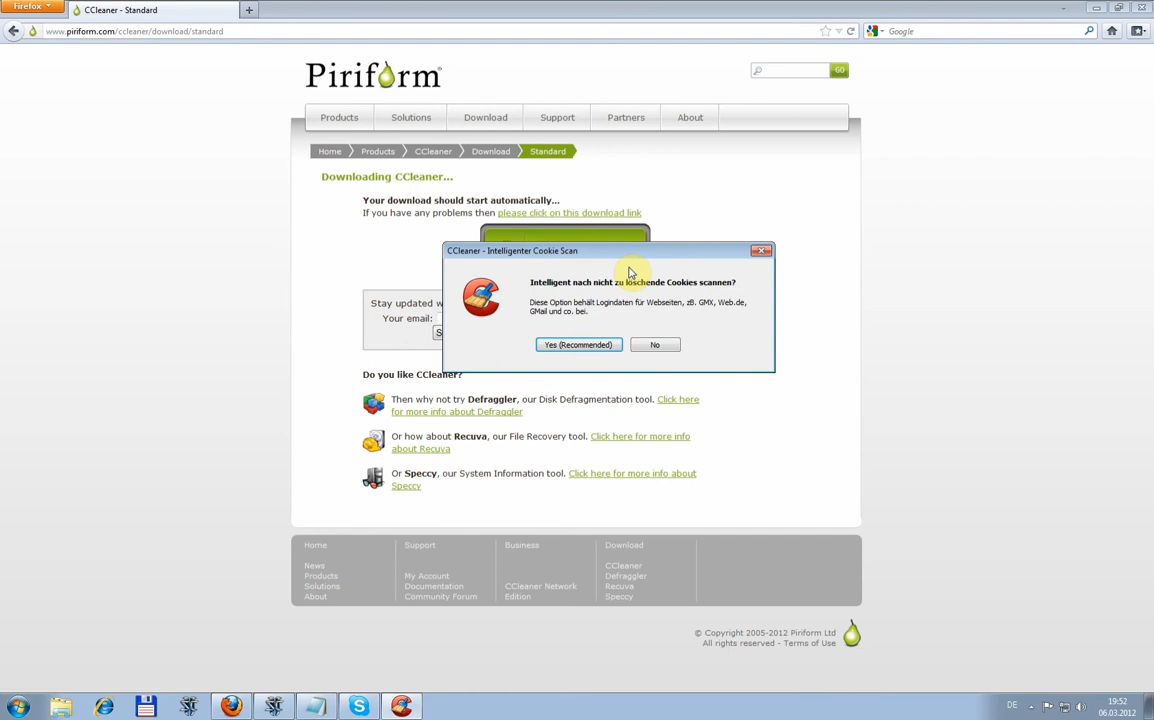 Firefox
CCleaner - Standard
www.piriform.com/ccleaner/download/standard
Google
Piriform
GO
Products Solutions Download Support Partners About
Home Products CCleaner Download Standard
Downloading CCleaner...
Your download should start automatically...
If you have any problems then please click on this download link
CCleaner - Intelligenter Cookie Scan
Intelligent nach nicht zu löschende Cookies scannen?
Diese Option behält Logindaten für Webseiten, zB. GMX, Web.de,
GMail und co. bei.
Yes (Recommended) No
Stay updated w
Your email:
S
Do you like CCleaner?
Then why not try Defraggler, our Disk Defragmentation tool. Click here
for more info about Defraggler
Or how about Recuva, our File Recovery tool. Click here for more info
about Recuva
Or Speccy, our System Information tool. Click here for more info about
Speccy
Home Support Business Download
News CCleaner
Products My Account Defraggler
Solutions Documentation CCleaner Network Recuva
About Community Forum Edition Speccy
© Copyright 2005-2012 Piriform Ltd
All rights reserved - Terms of Use
DE
19:52
06.03.2012